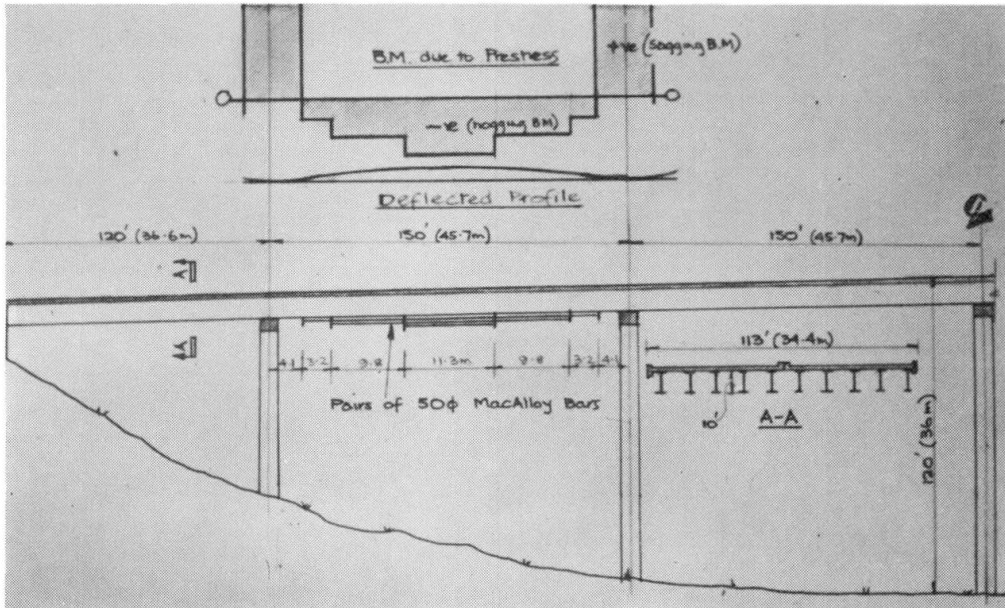 +ve (sagging B.M)
B.M. due to Prestress
-ve (hogging BM)
Deflected Profile
120' (36·6m)
150' (45·7m)
150' (45·7m)
A
A
4·1 3·2 9·8 11·3m 9·8 3·2 4·1
Pairs of 50φ MacAlloy Bars
113' (34·4m)
10'
A-A
120' (36m)